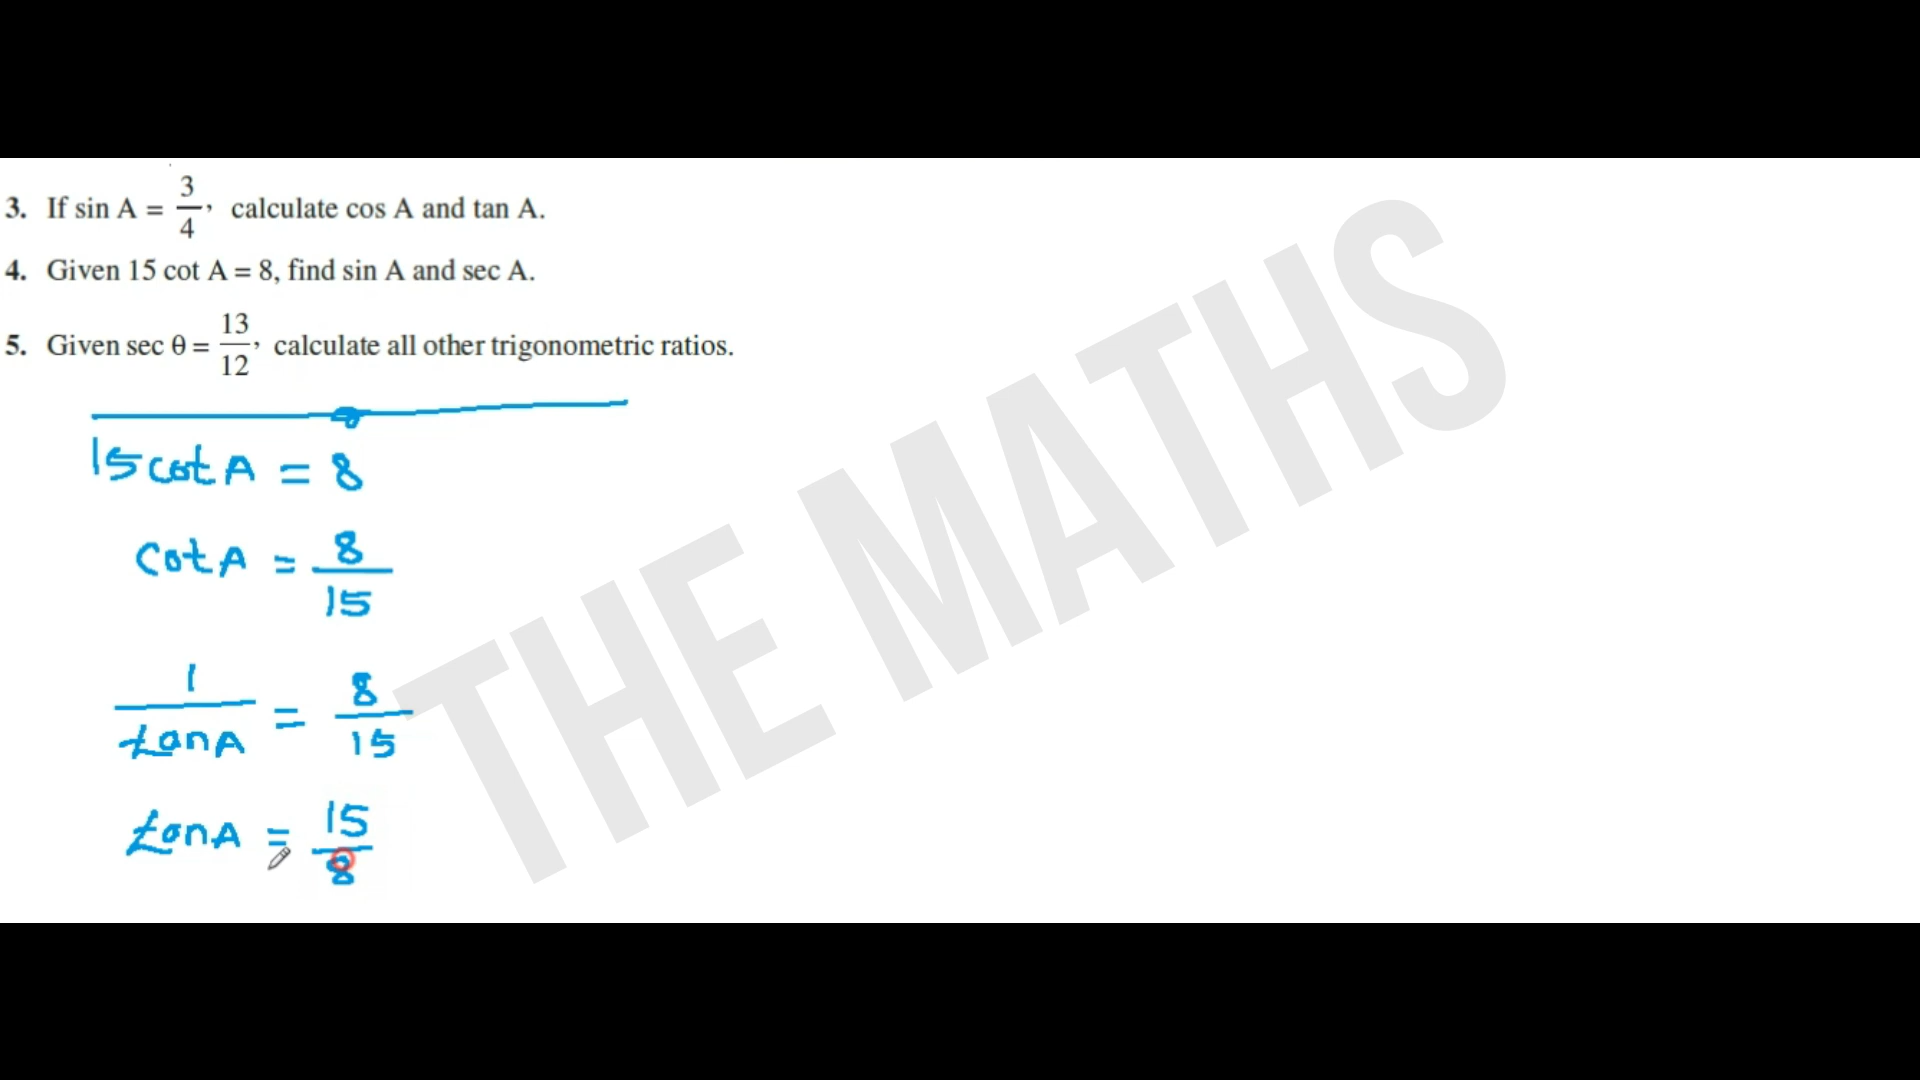 3. If sin A = 3/4, calculate cos A and tan A.
4. Given 15 cot A = 8, find sin A and sec A.
5. Given sec θ = 13/12, calculate all other trigonometric ratios.
15 cot A = 8
cot A = 8/15
1/tan A = 8/15
tan A = 15/8
THE MATHS